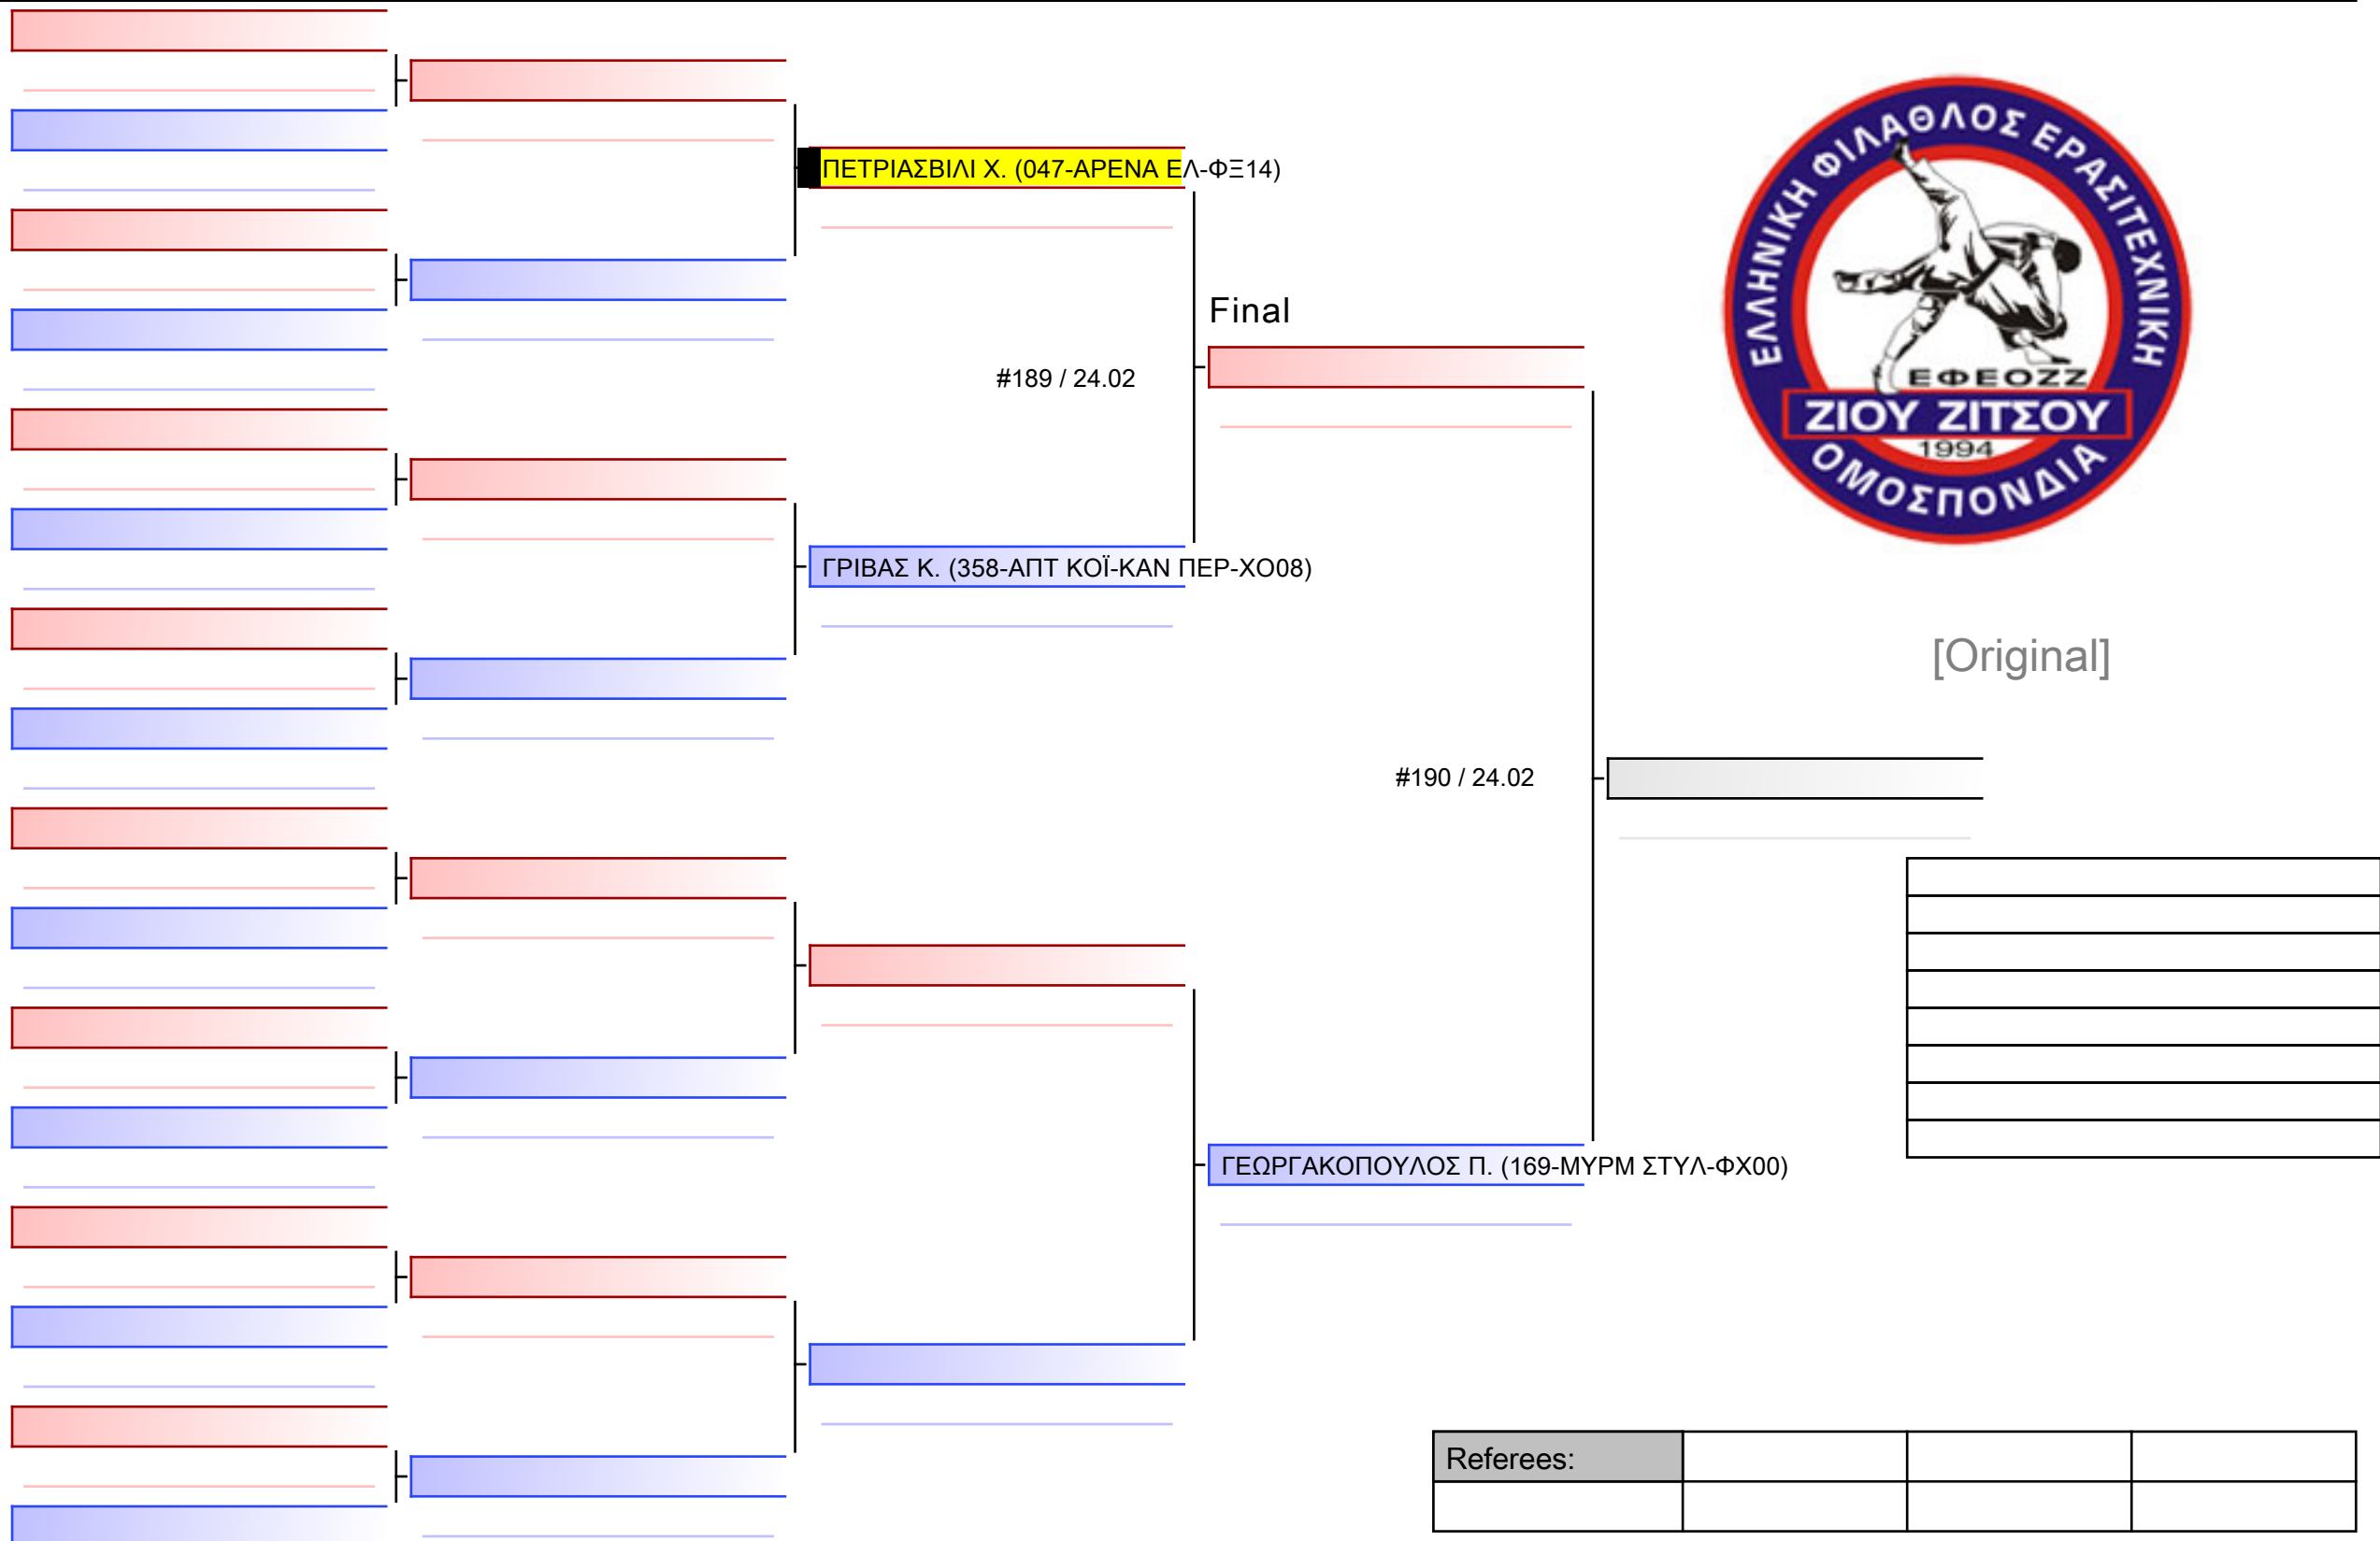 ΠΕΤΡΙΑΣΒΙΛΙ Χ. (047-ΑΡΕΝΑ ΕΛ-ΦΞ14)
Final
#189 / 24.02
ΓΡΙΒΑΣ Κ. (358-ΑΠΤ ΚΟΪ-ΚΑΝ ΠΕΡ-ΧΟ08)
ΕΛΛΗΝΙΚΗ ΦΙΛΑΘΛΟΣ ΕΡΑΣΙΤΕΧΝΙΚΗ
ΕΦΕΟΖΖ
ΖΙΟΥ ΖΙΤΣΟΥ
1994
ΟΜΟΣΠΟΝΔΙΑ
[Original]
#190 / 24.02
ΓΕΩΡΓΑΚΟΠΟΥΛΟΣ Π. (169-ΜΥΡΜ ΣΤΥΛ-ΦΧ00)
Referees: